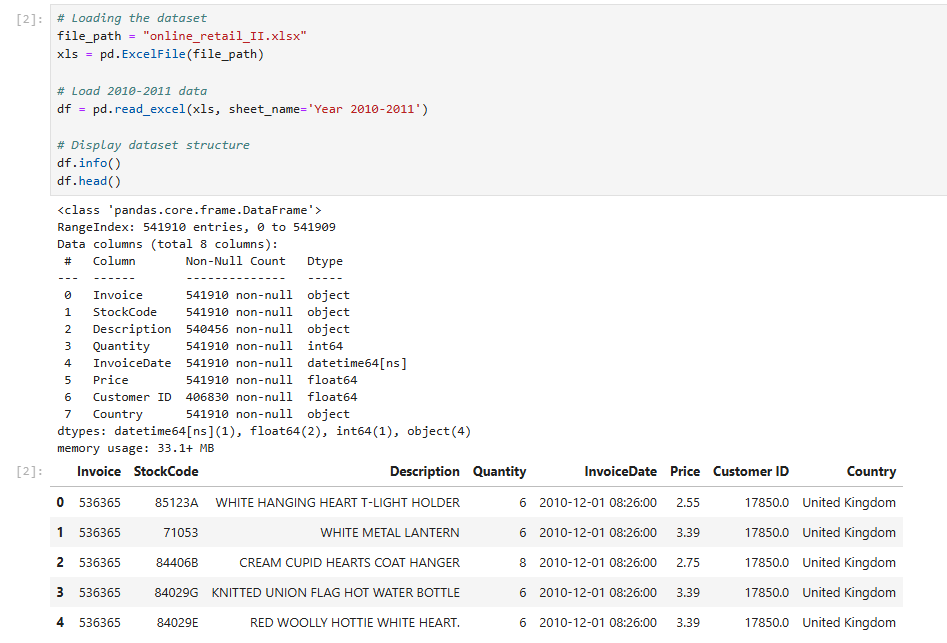 [2]: # Loading the dataset
file_path = "online_retail_II.xlsx"
xls = pd.ExcelFile(file_path)
# Load 2010-2011 data
df = pd.read_excel(xls, sheet_name='Year 2010-2011')
# Display dataset structure
df.info()
df.head()
<class 'pandas.core.frame.DataFrame'>
RangeIndex: 541910 entries, 0 to 541909
Data columns (total 8 columns):
# Column Non-Null Count Dtype
--- ------ -------------- -----
0 Invoice 541910 non-null object
1 StockCode 541910 non-null object
2 Description 540456 non-null object
3 Quantity 541910 non-null int64
4 InvoiceDate 541910 non-null datetime64[ns]
5 Price 541910 non-null float64
6 Customer ID 406830 non-null float64
7 Country 541910 non-null object
dtypes: datetime64[ns](1), float64(2), int64(1), object(4)
memory usage: 33.1+ MB
[2]: Invoice StockCode Description Quantity InvoiceDate Price Customer ID Country
0 536365 85123A WHITE HANGING HEART T-LIGHT HOLDER 6 2010-12-01 08:26:00 2.55 17850.0 United Kingdom
1 536365 71053 WHITE METAL LANTERN 6 2010-12-01 08:26:00 3.39 17850.0 United Kingdom
2 536365 84406B CREAM CUPID HEARTS COAT HANGER 8 2010-12-01 08:26:00 2.75 17850.0 United Kingdom
3 536365 84029G KNITTED UNION FLAG HOT WATER BOTTLE 6 2010-12-01 08:26:00 3.39 17850.0 United Kingdom
4 536365 84029E RED WOOLLY HOTTIE WHITE HEART. 6 2010-12-01 08:26:00 3.39 17850.0 United Kingdom